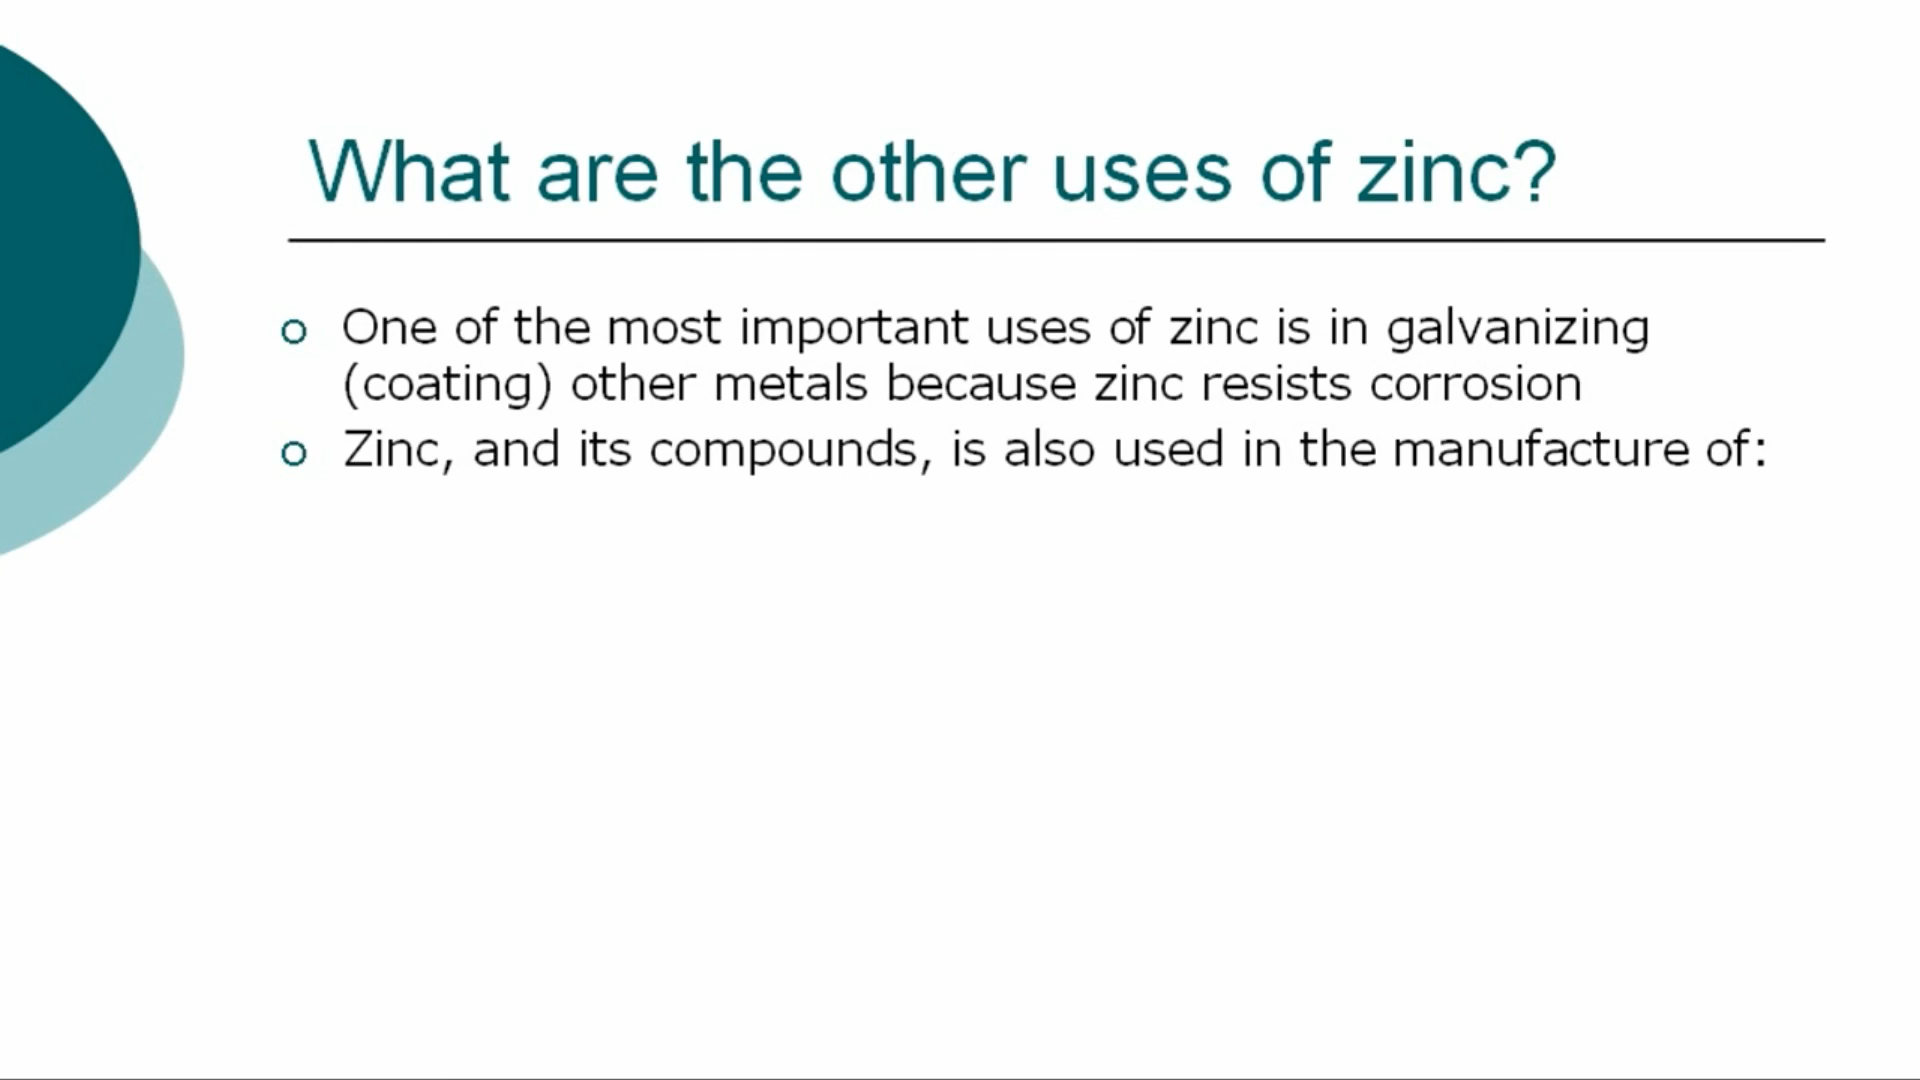 What are the other uses of zinc?
One of the most important uses of zinc is in galvanizing
(coating) other metals because zinc resists corrosion
Zinc, and its compounds, is also used in the manufacture of: